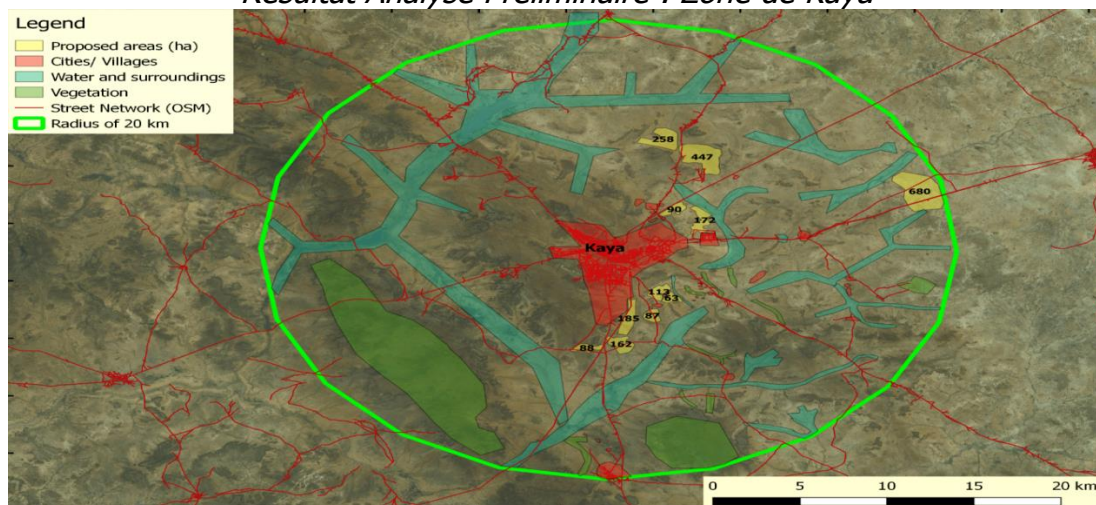 Résultat Analyse Préliminaire : Zone de Kaya
Legend
Proposed areas (ha)
Cities/ Villages
Water and surroundings
Vegetation
Street Network (OSM)
Radius of 20 km
258
447
680
90
172
Kaya
113
63
185
87
88
162
0 5 10 15 20 km